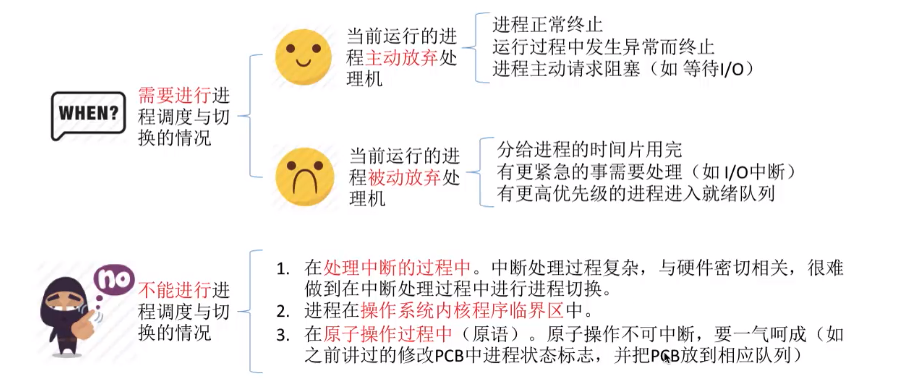 WHEN?
需要进行进
程调度与切
换的情况
当前运行的进
程主动放弃处
理机
进程正常终止
运行过程中发生异常而终止
进程主动请求阻塞（如 等待I/O）
当前运行的进
程被动放弃处
理机
分给进程的时间片用完
有更紧急的事需要处理（如 I/O中断）
有更高优先级的进程进入就绪队列
no
不能进行进
程调度与切
换的情况
1. 在处理中断的过程中。中断处理过程复杂，与硬件密切相关，很难
做到在中断处理过程中进行进程切换。
2. 进程在操作系统内核程序临界区中。
3. 在原子操作过程中（原语）。原子操作不可中断，要一气呵成（如
之前讲过的修改PCB中进程状态标志，并把PCB放到相应队列）